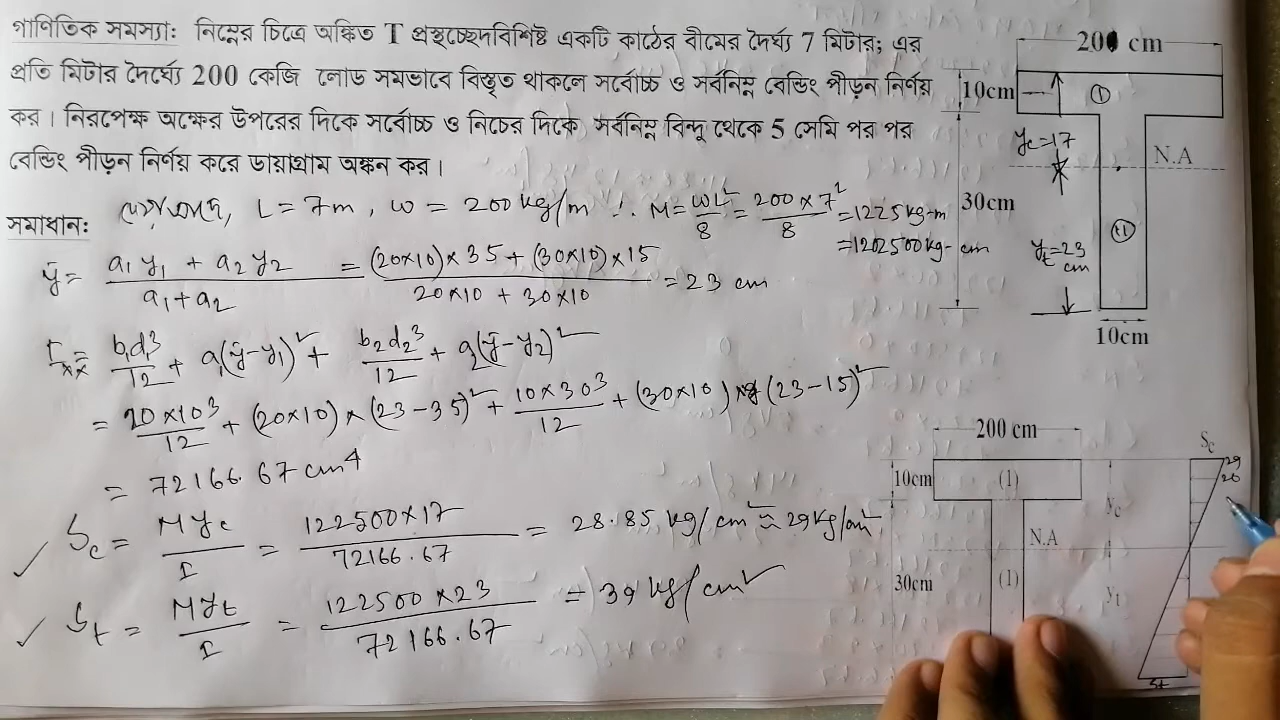 গাণিতিক সমস্যা: নিম্নের চিত্রে অঙ্কিত T প্রস্থচ্ছেদবিশিষ্ট একটি কাঠের বীমের দৈর্ঘ্য 7 মিটার; এর
প্রতি মিটার দৈর্ঘ্যে 200 কেজি লোড সমভাবে বিস্তৃত থাকলে সর্বোচ্চ ও সর্বনিম্ন বেন্ডিং পীড়ন নির্ণয়
কর। নিরপেক্ষ অক্ষের উপরের দিকে সর্বোচ্চ ও নিচের দিকে সর্বনিম্ন বিন্দু থেকে 5 সেমি পর পর
বেন্ডিং পীড়ন নির্ণয় করে ডায়াগ্রাম অঙ্কন কর।
200 cm
10cm
(1)
yc=17
N.A
30cm
(11)
yt=23
cm
10cm
সমাধান: দেওয়া আছে, L = 7m, w = 200 kg/m ∴ M = wL²/8 = 200×7²/8 = 1225 kg-m
= 1202500 kg-cm
ȳ = (a₁y₁ + a₂y₂)/(a₁+a₂) = ((20×10)×35 + (30×10)×15)/(20×10 + 30×10) = 23 cm
Ixx = b₁d₁³/12 + a₁(ȳ-y₁)² + b₂d₂³/12 + a₂(ȳ-y₂)²
= 20×10³/12 + (20×10)×(23-35)² + 10×30³/12 + (30×10)×(23-15)²
= 72166.67 cm⁴
Sc = Myc/I = 122500×17/72166.67 = 28.85 kg/cm² ≈ 29 kg/cm²
St = Myt/I = 122500×23/72166.67 = 39 kg/cm²
200 cm
10cm
(1)
N.A
30cm
(1)
yc
yt
Sc
29
20
St